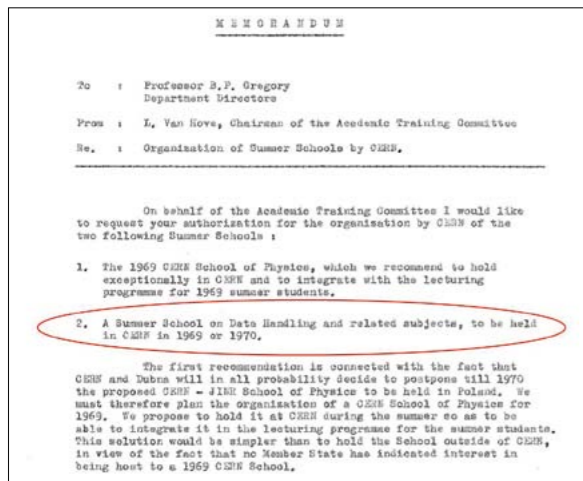 MEMORANDUM
To : Professor B.P. Gregory
Department Directors
From : L. Van Hove, Chairman of the Academic Training Committee
Re. : Organization of Summer Schools by CERN.
On behalf of the Academic Training Committee I would like
to request your authorization for the organisation by CERN of the
two following Summer Schools :
1. The 1969 CERN School of Physics, which we recommend to hold
exceptionally in CERN and to integrate with the lecturing
programme for 1969 summer students.
2. A Summer School on Data Handling and related subjects, to be held
in CERN in 1969 or 1970.
The first recommendation is connected with the fact that
CERN and Dubna will in all probability decide to postpone till 1970
the proposed CERN - JINR School of Physics to be held in Poland. We
must therefore plan the organization of a CERN School of Physics for
1969. We propose to hold it at CERN during the summer so as to be
able to integrate it in the lecturing programme for the summer students.
This solution would be simpler than to hold the School outside of CERN,
in view of the fact that no Member State has indicated interest in
being host to a 1969 CERN School.